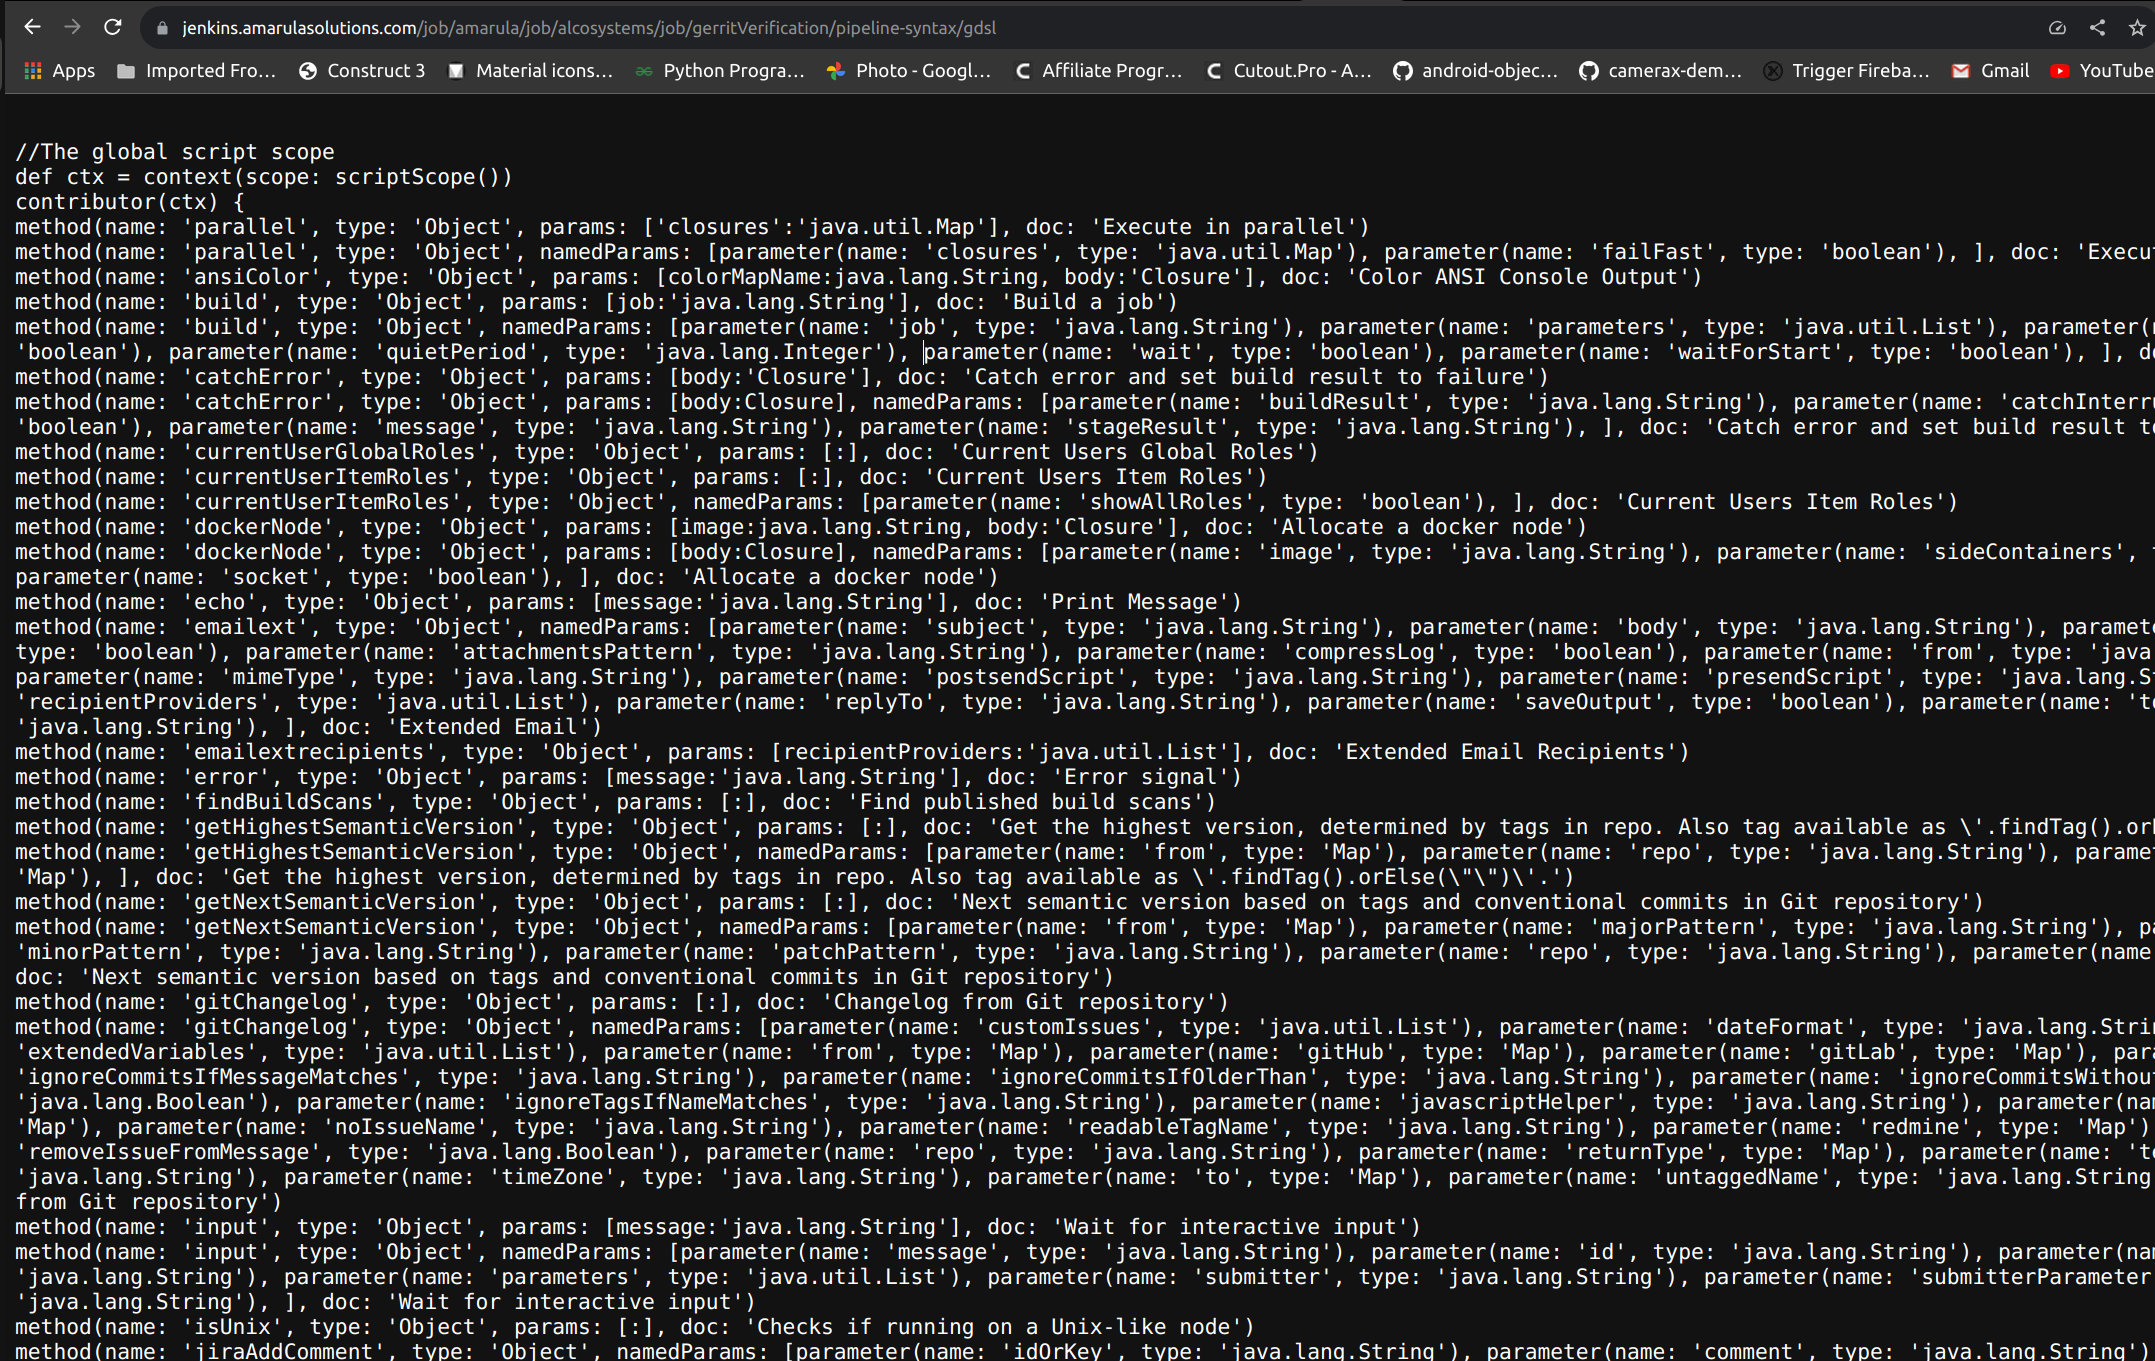 jenkins.amarulasolutions.com/job/amarula/job/alcosystems/job/gerritVerification/pipeline-syntax/gdsl
Apps Imported Fro... Construct 3 Material icons... Python Progra... Photo - Googl... Affiliate Progr... Cutout.Pro - A... android-objec... camerax-dem... Trigger Fireba... Gmail YouTube
//The global script scope
def ctx = context(scope: scriptScope())
contributor(ctx) {
method(name: 'parallel', type: 'Object', params: ['closures':'java.util.Map'], doc: 'Execute in parallel')
method(name: 'parallel', type: 'Object', namedParams: [parameter(name: 'closures', type: 'java.util.Map'), parameter(name: 'failFast', type: 'boolean'), ], doc: 'Execu
method(name: 'ansiColor', type: 'Object', params: [colorMapName:java.lang.String, body:'Closure'], doc: 'Color ANSI Console Output')
method(name: 'build', type: 'Object', params: [job:'java.lang.String'], doc: 'Build a job')
method(name: 'build', type: 'Object', namedParams: [parameter(name: 'job', type: 'java.lang.String'), parameter(name: 'parameters', type: 'java.util.List'), parameter(
'boolean'), parameter(name: 'quietPeriod', type: 'java.lang.Integer'), parameter(name: 'wait', type: 'boolean'), parameter(name: 'waitForStart', type: 'boolean'), ], d
method(name: 'catchError', type: 'Object', params: [body:'Closure'], doc: 'Catch error and set build result to failure')
method(name: 'catchError', type: 'Object', params: [body:Closure], namedParams: [parameter(name: 'buildResult', type: 'java.lang.String'), parameter(name: 'catchInterru
'boolean'), parameter(name: 'message', type: 'java.lang.String'), parameter(name: 'stageResult', type: 'java.lang.String'), ], doc: 'Catch error and set build result t
method(name: 'currentUserGlobalRoles', type: 'Object', params: [:], doc: 'Current Users Global Roles')
method(name: 'currentUserItemRoles', type: 'Object', params: [:], doc: 'Current Users Item Roles')
method(name: 'currentUserItemRoles', type: 'Object', namedParams: [parameter(name: 'showAllRoles', type: 'boolean'), ], doc: 'Current Users Item Roles')
method(name: 'dockerNode', type: 'Object', params: [image:java.lang.String, body:'Closure'], doc: 'Allocate a docker node')
method(name: 'dockerNode', type: 'Object', params: [body:Closure], namedParams: [parameter(name: 'image', type: 'java.lang.String'), parameter(name: 'sideContainers',
parameter(name: 'socket', type: 'boolean'), ], doc: 'Allocate a docker node')
method(name: 'echo', type: 'Object', params: [message:'java.lang.String'], doc: 'Print Message')
method(name: 'emailext', type: 'Object', namedParams: [parameter(name: 'subject', type: 'java.lang.String'), parameter(name: 'body', type: 'java.lang.String'), paramet
type: 'boolean'), parameter(name: 'attachmentsPattern', type: 'java.lang.String'), parameter(name: 'compressLog', type: 'boolean'), parameter(name: 'from', type: 'java
parameter(name: 'mimeType', type: 'java.lang.String'), parameter(name: 'postsendScript', type: 'java.lang.String'), parameter(name: 'presendScript', type: 'java.lang.S
'recipientProviders', type: 'java.util.List'), parameter(name: 'replyTo', type: 'java.lang.String'), parameter(name: 'saveOutput', type: 'boolean'), parameter(name: 't
'java.lang.String'), ], doc: 'Extended Email')
method(name: 'emailextrecipients', type: 'Object', params: [recipientProviders:'java.util.List'], doc: 'Extended Email Recipients')
method(name: 'error', type: 'Object', params: [message:'java.lang.String'], doc: 'Error signal')
method(name: 'findBuildScans', type: 'Object', params: [:], doc: 'Find published build scans')
method(name: 'getHighestSemanticVersion', type: 'Object', params: [:], doc: 'Get the highest version, determined by tags in repo. Also tag available as \'.findTag().or
method(name: 'getHighestSemanticVersion', type: 'Object', namedParams: [parameter(name: 'from', type: 'Map'), parameter(name: 'repo', type: 'java.lang.String'), parame
'Map'), ], doc: 'Get the highest version, determined by tags in repo. Also tag available as \'.findTag().orElse(\"\")\'.')
method(name: 'getNextSemanticVersion', type: 'Object', params: [:], doc: 'Next semantic version based on tags and conventional commits in Git repository')
method(name: 'getNextSemanticVersion', type: 'Object', namedParams: [parameter(name: 'from', type: 'Map'), parameter(name: 'majorPattern', type: 'java.lang.String'), p
'minorPattern', type: 'java.lang.String'), parameter(name: 'patchPattern', type: 'java.lang.String'), parameter(name: 'repo', type: 'java.lang.String'), parameter(name
doc: 'Next semantic version based on tags and conventional commits in Git repository')
method(name: 'gitChangelog', type: 'Object', params: [:], doc: 'Changelog from Git repository')
method(name: 'gitChangelog', type: 'Object', namedParams: [parameter(name: 'customIssues', type: 'java.util.List'), parameter(name: 'dateFormat', type: 'java.lang.Stri
'extendedVariables', type: 'java.util.List'), parameter(name: 'from', type: 'Map'), parameter(name: 'gitHub', type: 'Map'), parameter(name: 'gitLab', type: 'Map'), par
'ignoreCommitsIfMessageMatches', type: 'java.lang.String'), parameter(name: 'ignoreCommitsIfOlderThan', type: 'java.lang.String'), parameter(name: 'ignoreCommitsWithou
'java.lang.Boolean'), parameter(name: 'ignoreTagsIfNameMatches', type: 'java.lang.String'), parameter(name: 'javascriptHelper', type: 'java.lang.String'), parameter(na
'Map'), parameter(name: 'noIssueName', type: 'java.lang.String'), parameter(name: 'readableTagName', type: 'java.lang.String'), parameter(name: 'redmine', type: 'Map')
'removeIssueFromMessage', type: 'java.lang.Boolean'), parameter(name: 'repo', type: 'java.lang.String'), parameter(name: 'returnType', type: 'Map'), parameter(name: 't
'java.lang.String'), parameter(name: 'timeZone', type: 'java.lang.String'), parameter(name: 'to', type: 'Map'), parameter(name: 'untaggedName', type: 'java.lang.String
from Git repository')
method(name: 'input', type: 'Object', params: [message:'java.lang.String'], doc: 'Wait for interactive input')
method(name: 'input', type: 'Object', namedParams: [parameter(name: 'message', type: 'java.lang.String'), parameter(name: 'id', type: 'java.lang.String'), parameter(na
'java.lang.String'), parameter(name: 'parameters', type: 'java.util.List'), parameter(name: 'submitter', type: 'java.lang.String'), parameter(name: 'submitterParameter
'java.lang.String'), ], doc: 'Wait for interactive input')
method(name: 'isUnix', type: 'Object', params: [:], doc: 'Checks if running on a Unix-like node')
method(name: 'jiraAddComment', type: 'Object', namedParams: [parameter(name: 'idOrKey', type: 'java.lang.String'), parameter(name: 'comment', type: 'java.lang.String')